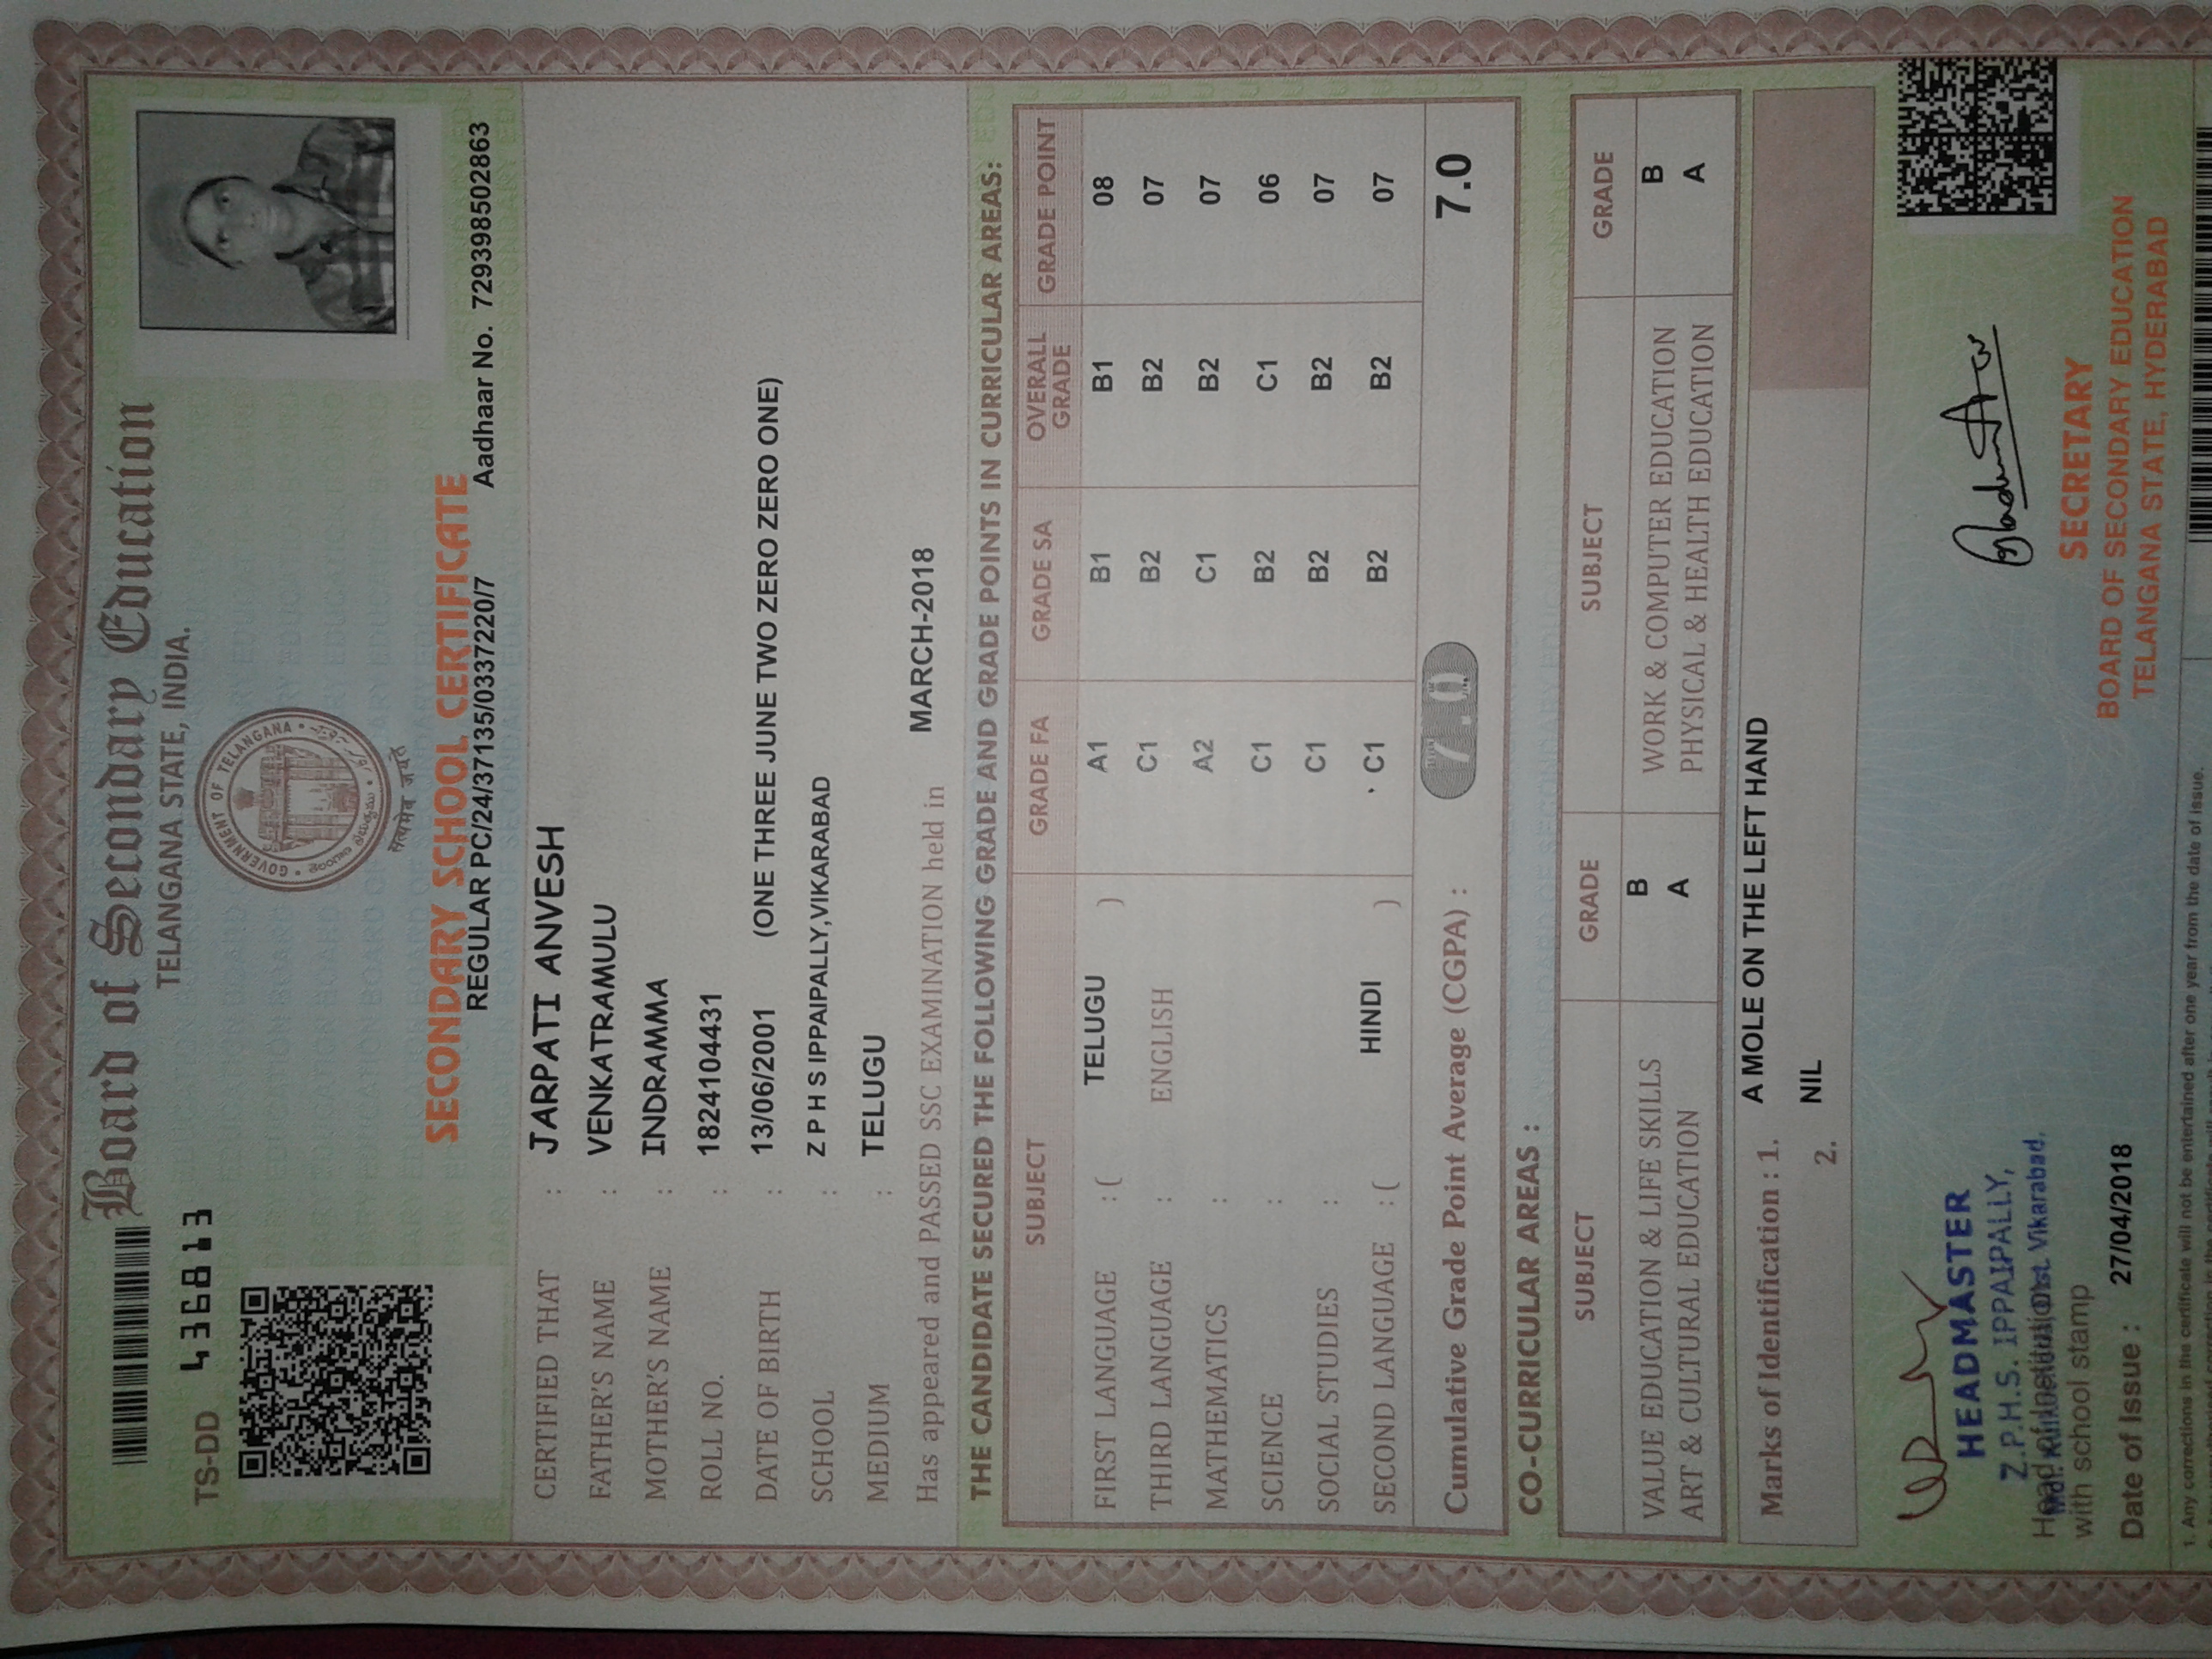 Board of Secondary Education
TELANGANA STATE, INDIA.
TS-DD 436813
GOVERNMENT OF TELANGANA
सत्यमेव जयते
SECONDARY SCHOOL CERTIFICATE
REGULAR PC/24/37135/0337220/7 Aadhaar No. 729398502863
CERTIFIED THAT : JARPATI ANVESH
FATHER'S NAME : VENKATRAMULU
MOTHER'S NAME : INDRAMMA
ROLL NO. : 1824104431
DATE OF BIRTH : 13/06/2001 (ONE THREE JUNE TWO ZERO ZERO ONE)
SCHOOL : Z P H S IPPAIPALLY,VIKARABAD
MEDIUM : TELUGU
Has appeared and PASSED SSC EXAMINATION held in MARCH-2018
THE CANDIDATE SECURED THE FOLLOWING GRADE AND GRADE POINTS IN CURRICULAR AREAS:
SUBJECT GRADE FA GRADE SA OVERALL GRADE GRADE POINT
FIRST LANGUAGE : ( TELUGU ) A1 B1 B1 08
THIRD LANGUAGE : ENGLISH C1 B2 B2 07
MATHEMATICS : A2 C1 B2 07
SCIENCE : C1 B2 C1 06
SOCIAL STUDIES : C1 B2 B2 07
SECOND LANGUAGE : ( HINDI ) C1 B2 B2 07
Cumulative Grade Point Average (CGPA) : 7.0 7.0
CO-CURRICULAR AREAS :
SUBJECT GRADE SUBJECT GRADE
VALUE EDUCATION & LIFE SKILLS B WORK & COMPUTER EDUCATION B
ART & CULTURAL EDUCATION A PHYSICAL & HEALTH EDUCATION A
Marks of Identification : 1. A MOLE ON THE LEFT HAND
2. NIL
HEADMASTER
Z.P.H.S. IPPAIPALLY,
Mdl. Kulkacharla, Dist. Vikarabad.
Head of Institution
with school stamp
Date of Issue : 27/04/2018
SECRETARY
BOARD OF SECONDARY EDUCATION
TELANGANA STATE, HYDERABAD
1. Any corrections in the certificate will not be entertained after one year from the date of issue.